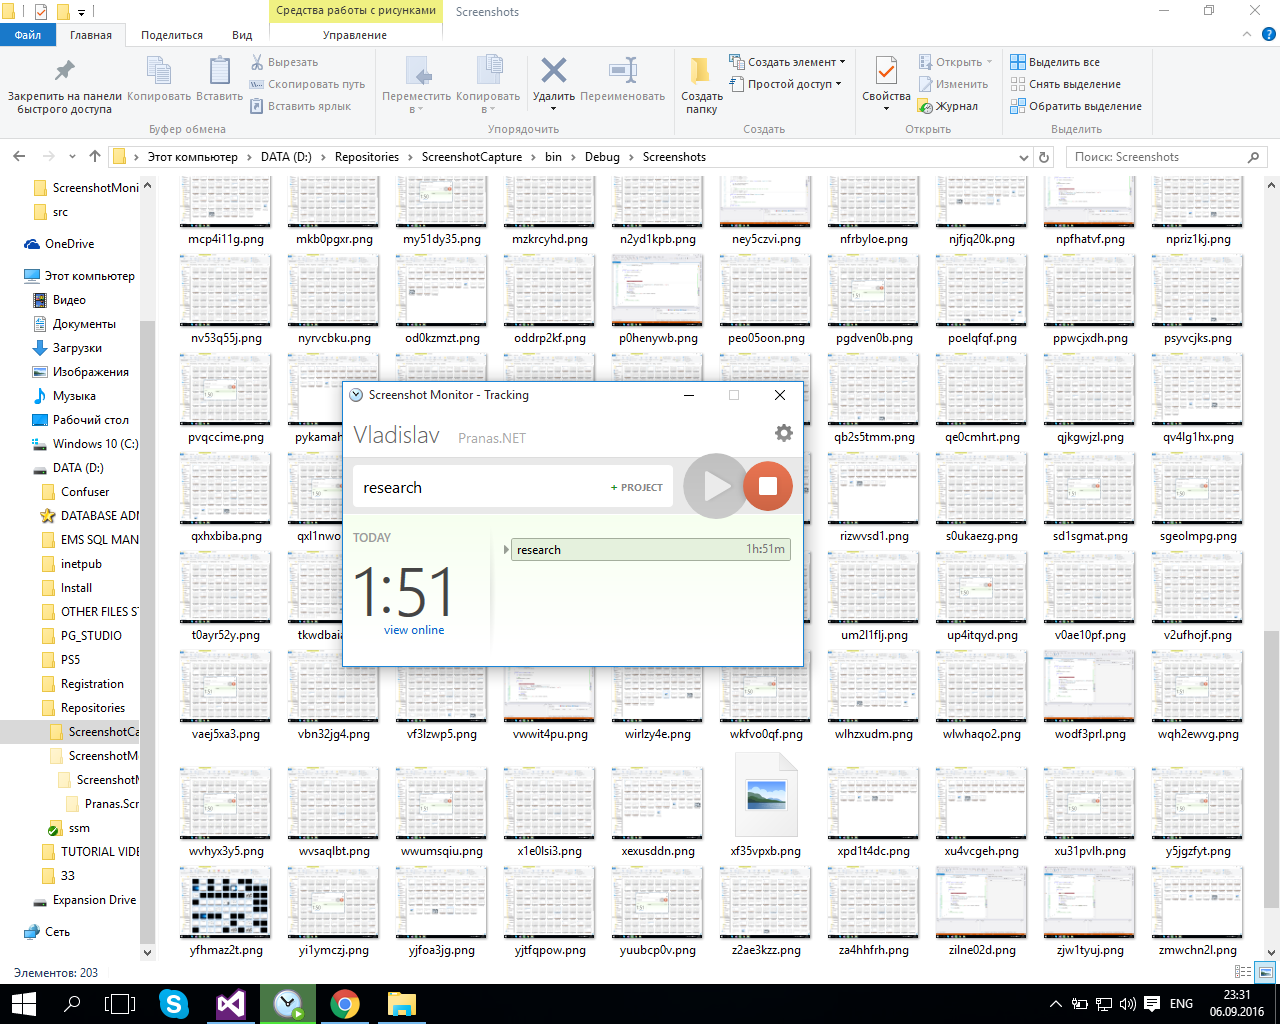 Средства работы с рисунками
Screenshots
Файл
Главная
Поделиться
Вид
Управление
Закрепить на панели быстрого доступа
Копировать
Вставить
Вырезать
Скопировать путь
Вставить ярлык
Переместить в
Копировать в
Удалить
Переименовать
Создать папку
Создать элемент
Простой доступ
Свойства
Открыть
Изменить
Журнал
Выделить все
Снять выделение
Обратить выделение
Буфер обмена
Упорядочить
Создать
Открыть
Выделить
Этот компьютер > DATA (D:) > Repositories > ScreenshotCapture > bin > Debug > Screenshots
Поиск: Screenshots
ScreenshotMoni
src
OneDrive
Этот компьютер
Видео
Документы
Загрузки
Изображения
Музыка
Рабочий стол
Windows 10 (C:)
DATA (D:)
Confuser
DATABASE ADM
EMS SQL MAN
inetpub
Install
OTHER FILES ST
PG_STUDIO
PS5
Registration
Repositories
ScreenshotCa
ScreenshotM
ScreenshotM
Pranas.Scr
ssm
TUTORIAL VIDE
33
Expansion Drive
Сеть
mcp4i11g.png mkb0pgxr.png my51dy35.png mzkrcyhd.png n2yd1kpb.png ney5czvi.png nfrbyloe.png njfjq20k.png npfhatvf.png npriz1kj.png
nv53q55j.png nyrvcbku.png od0kzmzt.png oddrp2kf.png p0henywb.png peo05oon.png pgdven0b.png poelqfqf.png ppwcjxdh.png psyvcjks.png
pvqccime.png pykamah qb2s5tmm.png qe0cmhrt.png qjkgwjzl.png qv4lg1hx.png
qxhxbiba.png qxl1nwo rizwvsd1.png s0ukaezg.png sd1sgmat.png sgeolmpg.png
t0ayr52y.png tkwdbaiz um2l1flj.png up4itqyd.png v0ae10pf.png v2ufhojf.png
vaej5xa3.png vbn32jg4.png vf3lzwp5.png vwwit4pu.png wirlzy4e.png wkfvo0qf.png wlhzxudm.png wlwhaqo2.png wodf3prl.png wqh2ewvg.png
wvhyx3y5.png wvsaqlbt.png wwumsqiu.png x1e0lsi3.png xexusddn.png xf35vpxb.png xpd1t4dc.png xu4vcgeh.png xu31pvlh.png y5jgzfyt.png
yfhmaz2t.png yi1ymczj.png yjfoa3jg.png yjtfqpow.png yuubcp0v.png z2ae3kzz.png za4hhfrh.png zilne02d.png zjw1tyuj.png zmwchn2l.png
Screenshot Monitor - Tracking
Vladislav Pranas.NET
research
+ PROJECT
TODAY
1:51
view online
research 1h:51m
Элементов: 203
ENG
23:31
06.09.2016